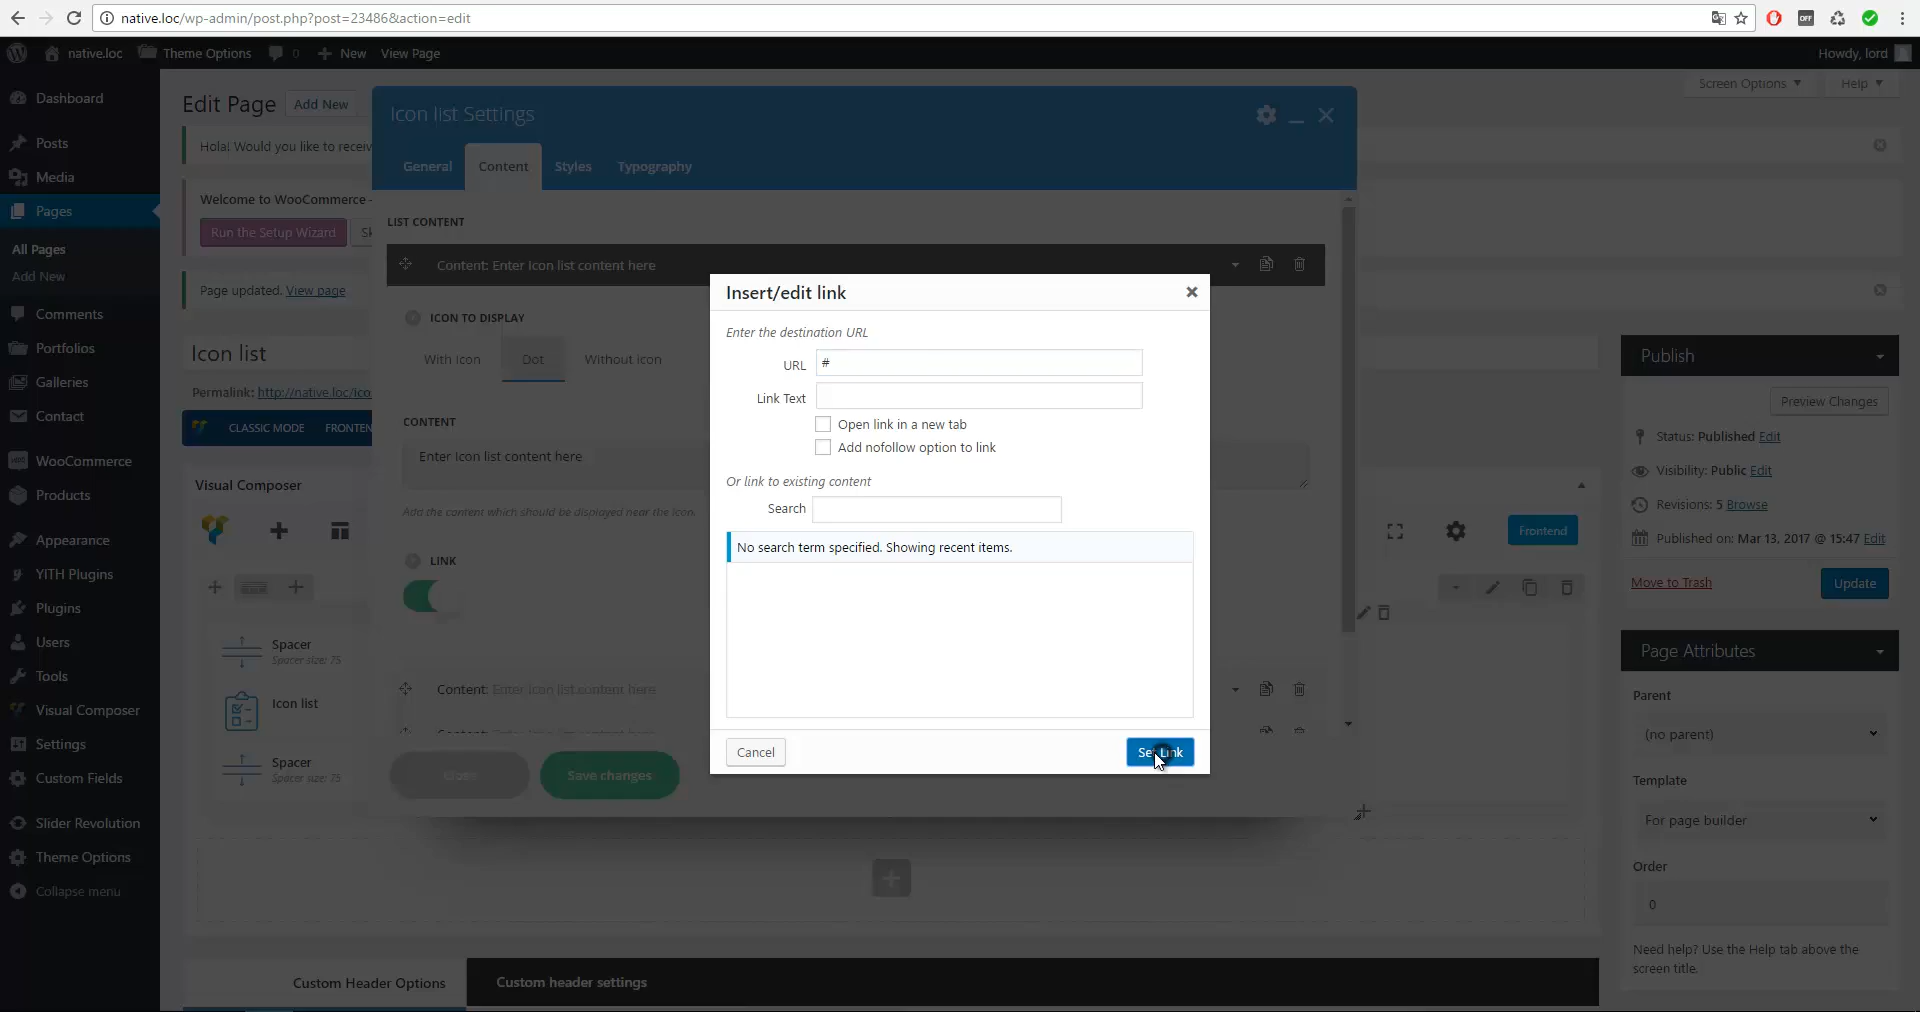 native.loc/wp-admin/post.php?post=23486&action=edit
native.loc
Theme Options
0
New
View Page
Howdy, lord
Dashboard
Posts
Media
Pages
All Pages
Add New
Comments
Portfolios
Galleries
Contact
WooCommerce
Products
Appearance
YITH Plugins
Plugins
Users
Tools
Visual Composer
Settings
Custom Fields
Slider Revolution
Theme Options
Collapse menu
Edit Page
Add New
Screen Options
Help
Hola! Would you like to receiv
Welcome to WooCommerce
Run the Setup Wizard
Sk
Page updated. View page
Icon list
Permalink: http://native.loc/ico
CLASSIC MODE
FRONTEN
Visual Composer
Spacer
Spacer size: 75
Icon list
Spacer
Spacer size: 75
Icon list Settings
General
Content
Styles
Typography
LIST CONTENT
Content: Enter Icon list content here
ICON TO DISPLAY
With Icon
Dot
Without icon
CONTENT
Enter Icon list content here
Add the content which should be displayed near the icon.
LINK
Content: Enter Icon list content here
Close
Save changes
Insert/edit link
Enter the destination URL
URL
#
Link Text
Open link in a new tab
Add nofollow option to link
Or link to existing content
Search
No search term specified. Showing recent items.
Cancel
Set Link
Frontend
Publish
Preview Changes
Status: Published Edit
Visibility: Public Edit
Revisions: 5 Browse
Published on: Mar 13, 2017 @ 15:47 Edit
Move to Trash
Update
Page Attributes
Parent
(no parent)
Template
For page builder
Order
0
Need help? Use the Help tab above the
screen title.
Custom Header Options
Custom header settings